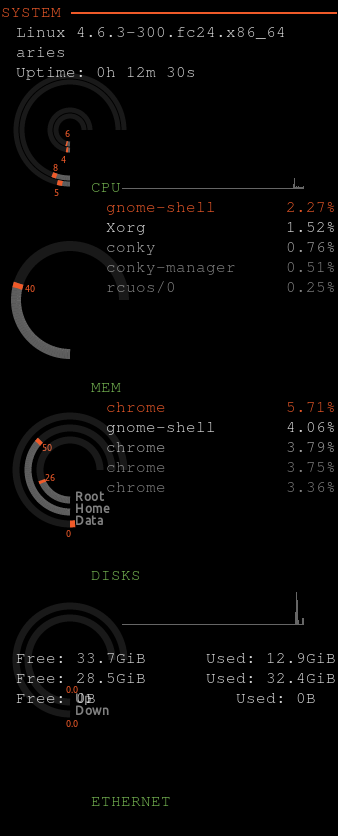 SYSTEM
Linux 4.6.3-300.fc24.x86_64
aries
Uptime: 0h 12m 30s
6
4
8
5
CPU
gnome-shell 2.27%
Xorg 1.52%
conky 0.76%
conky-manager 0.51%
rcuos/0 0.25%
40
MEM
chrome 5.71%
gnome-shell 4.06%
chrome 3.79%
chrome 3.75%
chrome 3.36%
50
26
Root
Home
Data
0
DISKS
Free: 33.7GiB Used: 12.9GiB
Free: 28.5GiB Used: 32.4GiB
0.0
Free: 0B Used: 0B
Up
Down
0.0
ETHERNET